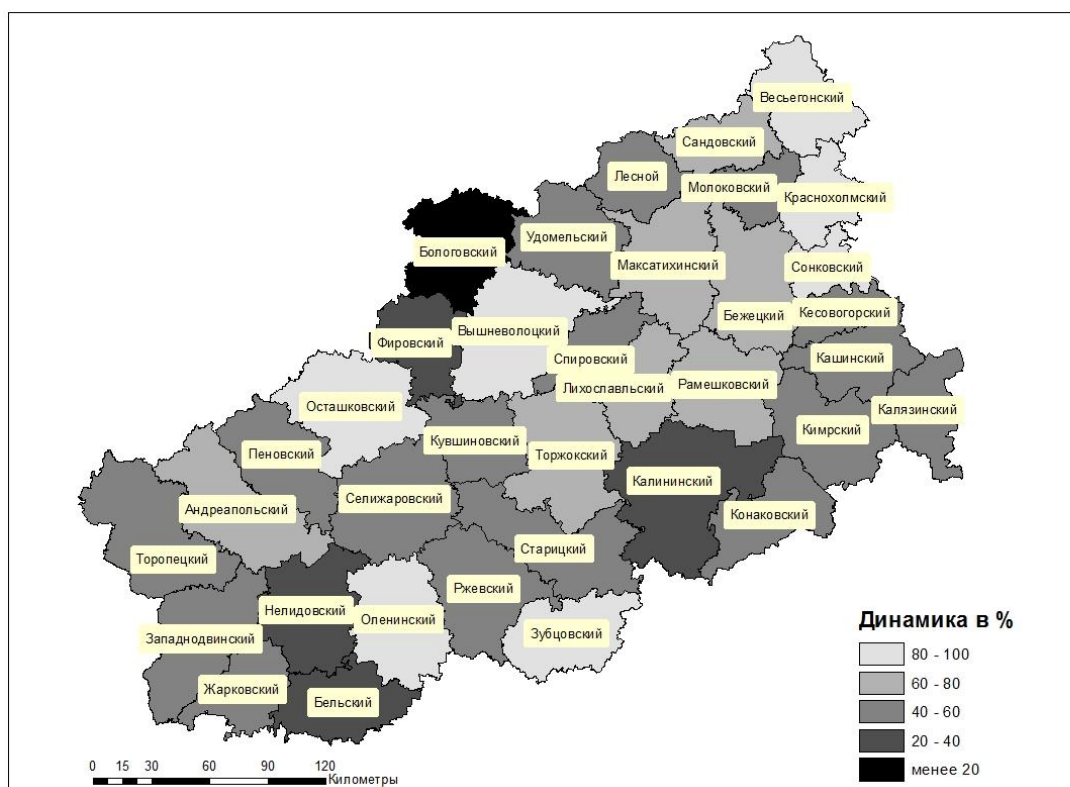 Весьегонский
Сандовский
Лесной
Молоковский
Краснохолмский
Удомельский
Бологовский
Максатихинский
Сонковский
Бежецкий
Кесовогорский
Вышневолоцкий
Фировский
Спировский
Кашинский
Лихославльский
Рамешковский
Осташковский
Калязинский
Кимрский
Кувшиновский
Пеновский
Торжокский
Калининский
Селижаровский
Андреапольский
Конаковский
Старицкий
Торопецкий
Ржевский
Нелидовский
Оленинский
Западнодвинский
Зубцовский
Жарковский
Бельский
Динамика в %
80 - 100
60 - 80
40 - 60
20 - 40
менее 20
0 15 30 60 90 120
Километры